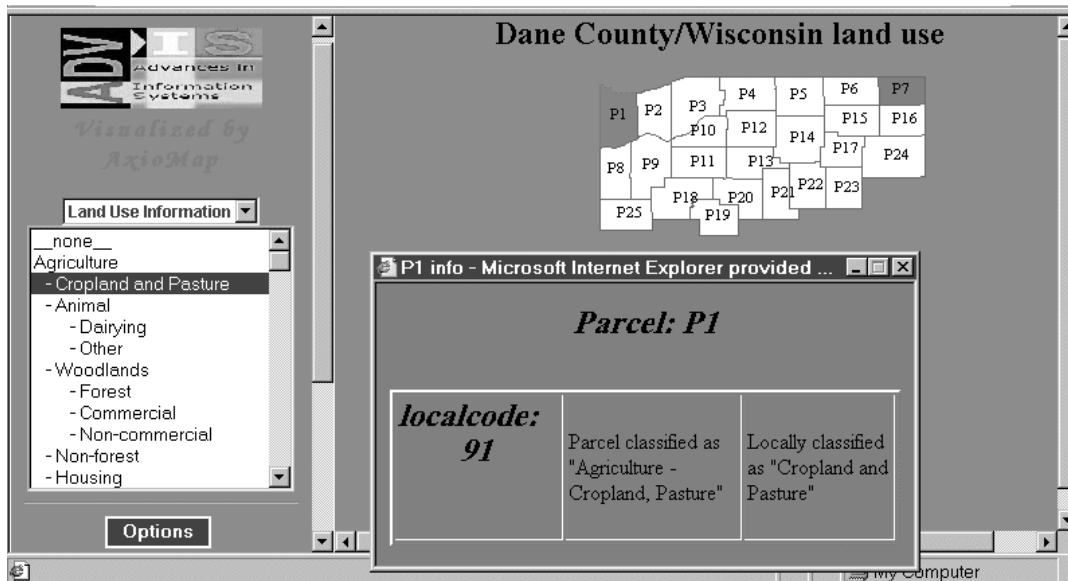 Dane County/Wisconsin land use
ADV IS
Advances in
Information
Systems
Visualized by
AxioMap
Land Use Information
__none__
Agriculture
- Cropland and Pasture
- Animal
- Dairying
- Other
- Woodlands
- Forest
- Commercial
- Non-commercial
- Non-forest
- Housing
Options
P1 P2 P3 P4 P5 P6 P7
P10 P12 P14 P15 P16
P8 P9 P11 P13 P17 P24
P18 P20 P21 P22 P23
P25 P19
P1 info - Microsoft Internet Explorer provided ...
Parcel: P1
localcode:
91
Parcel classified as
"Agriculture -
Cropland, Pasture"
Locally classified
as "Cropland and
Pasture"
My Computer